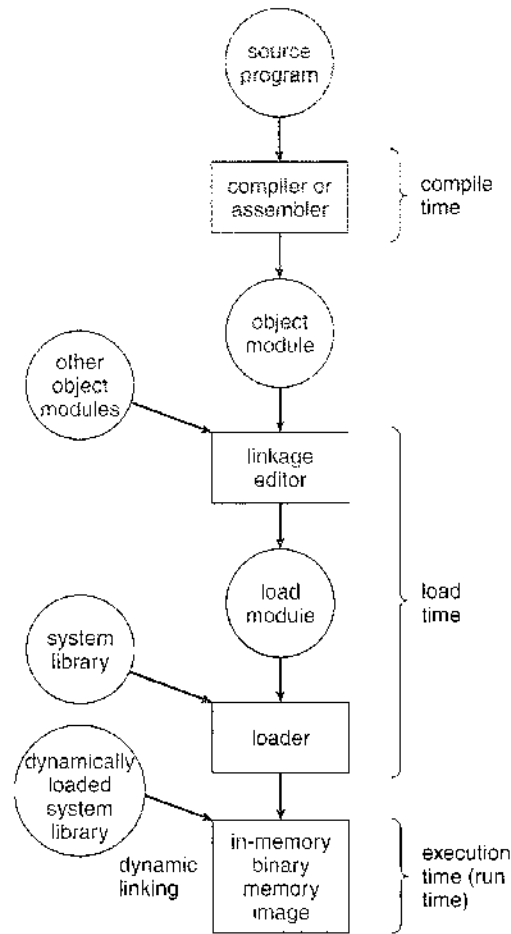 source
program
compiler or
assembler
compile
time
object
module
other
object
modules
linkage
editor
load
module
load
time
system
library
loader
dynamically
loaded
system
library
dynamic
linking
in-memory
binary
memory
image
execution
time (run
time)